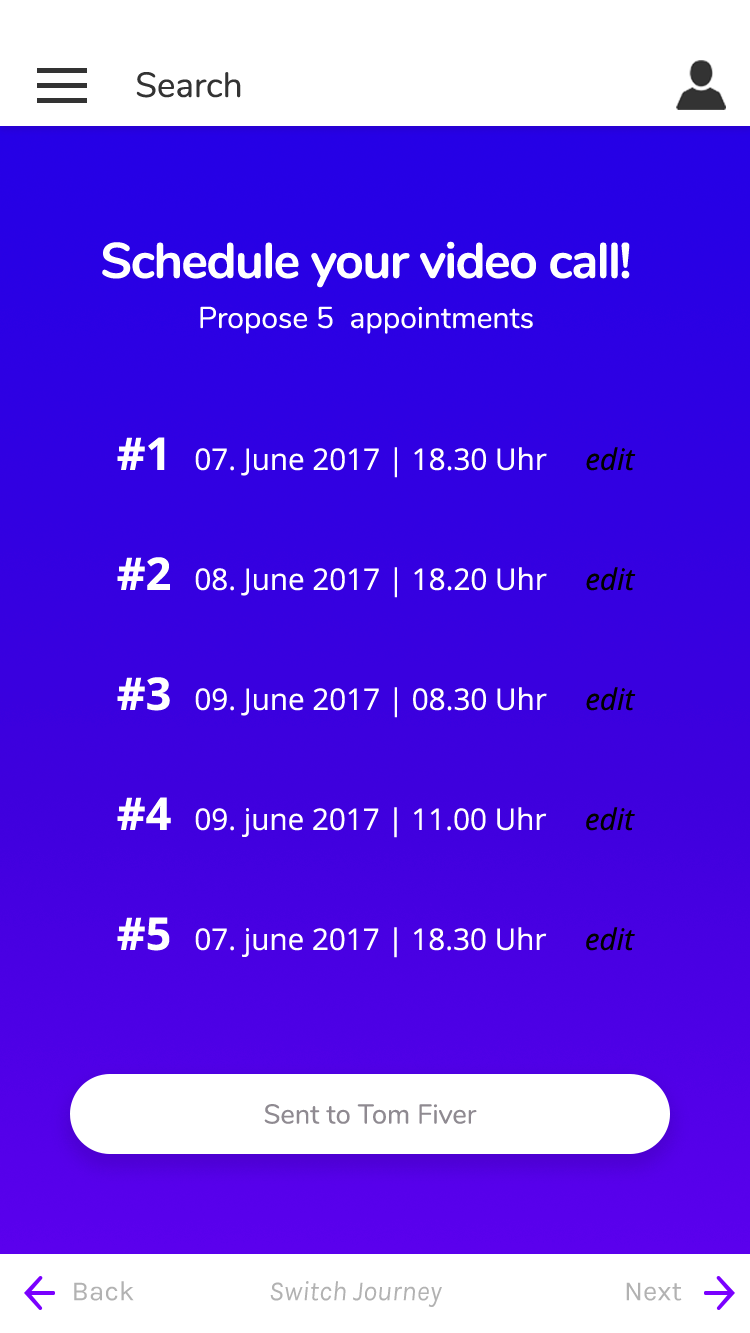 Search
Schedule your video call!
Propose 5  appointments
#1 07. June 2017 | 18.30 Uhr edit
#2 08. June 2017 | 18.20 Uhr edit
#3 09. June 2017 | 08.30 Uhr edit
#4 09. june 2017 | 11.00 Uhr edit
#5 07. june 2017 | 18.30 Uhr edit
Sent to Tom Fiver
Back Switch Journey Next